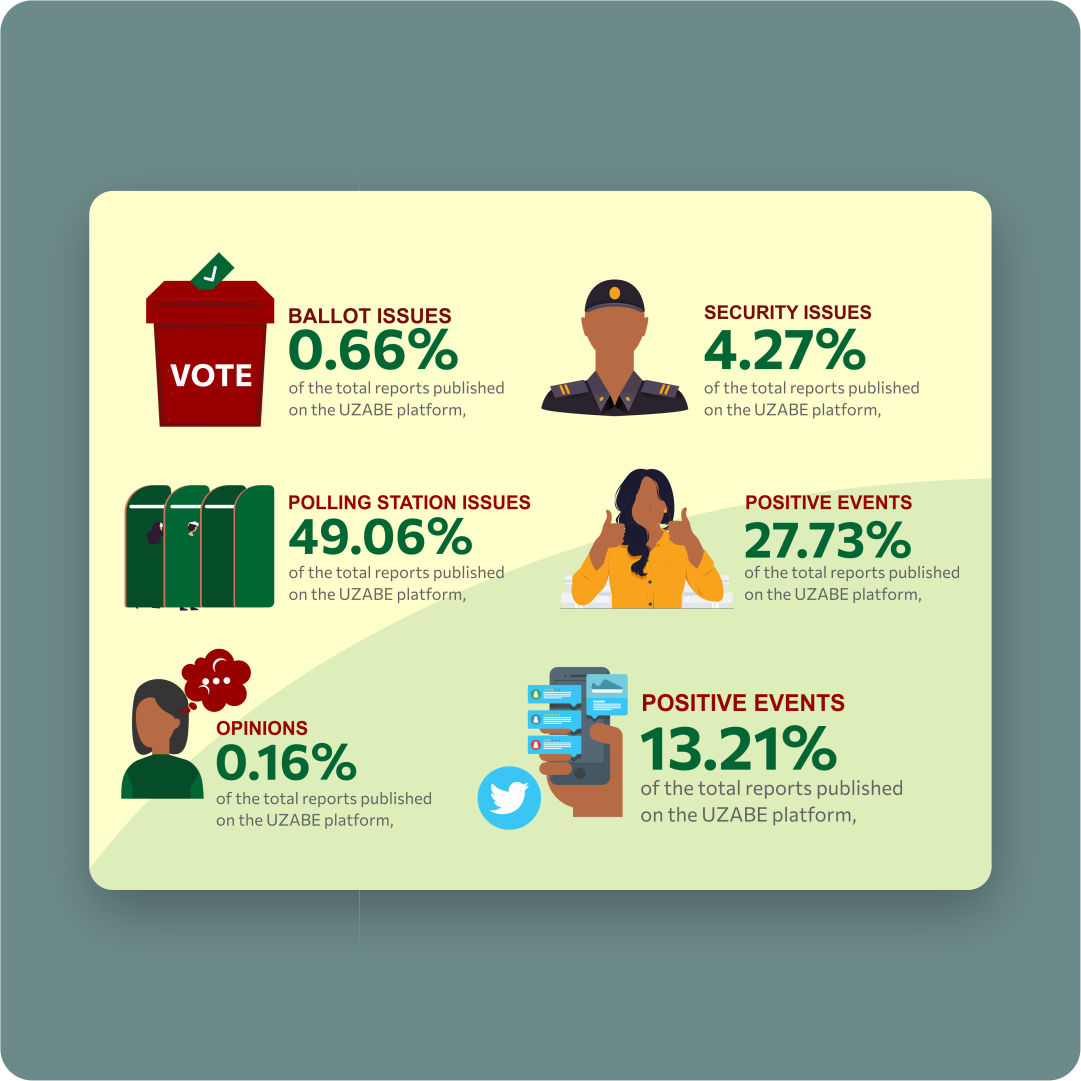 VOTE
BALLOT ISSUES
0.66%
of the total reports published
on the UZABE platform,
SECURITY ISSUES
4.27%
of the total reports published
on the UZABE platform,
POLLING STATION ISSUES
49.06%
of the total reports published
on the UZABE platform,
POSITIVE EVENTS
27.73%
of the total reports published
on the UZABE platform,
OPINIONS
0.16%
of the total reports published
on the UZABE platform,
POSITIVE EVENTS
13.21%
of the total reports published
on the UZABE platform,